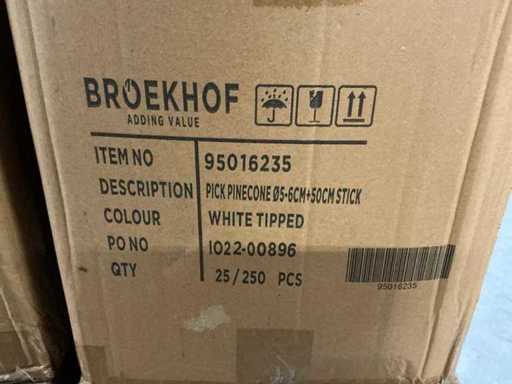 BROEKHOF
ADDING VALUE
ITEM NO 95016235
DESCRIPTION PICK PINECONE Ø5-6CM+50CM STICK
COLOUR WHITE TIPPED
PO NO 1022-00896
QTY 25/250 PCS
95016235